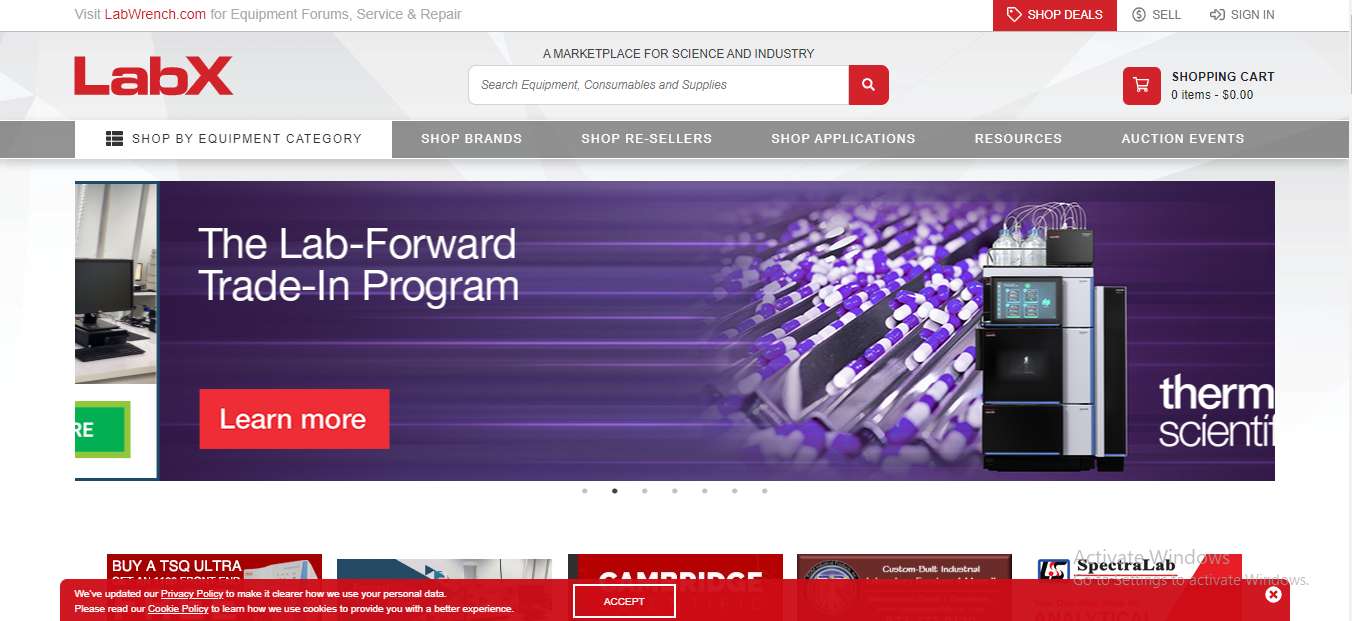 Visit LabWrench.com for Equipment Forums, Service & Repair
SHOP DEALS
SELL
SIGN IN
LabX
A MARKETPLACE FOR SCIENCE AND INDUSTRY
Search Equipment, Consumables and Supplies
SHOPPING CART
0 items - $0.00
SHOP BY EQUIPMENT CATEGORY
SHOP BRANDS
SHOP RE-SELLERS
SHOP APPLICATIONS
RESOURCES
AUCTION EVENTS
The Lab-Forward
Trade-In Program
Learn more
RE
therm
scientif
BUY A TSQ ULTRA
CAMBRIDGE
Custom-Built Industrial
SpectraLab
Activate Windows
Go to Settings to activate Windows.
We've updated our Privacy Policy to make it clearer how we use your personal data.
Please read our Cookie Policy to learn how we use cookies to provide you with a better experience.
ACCEPT